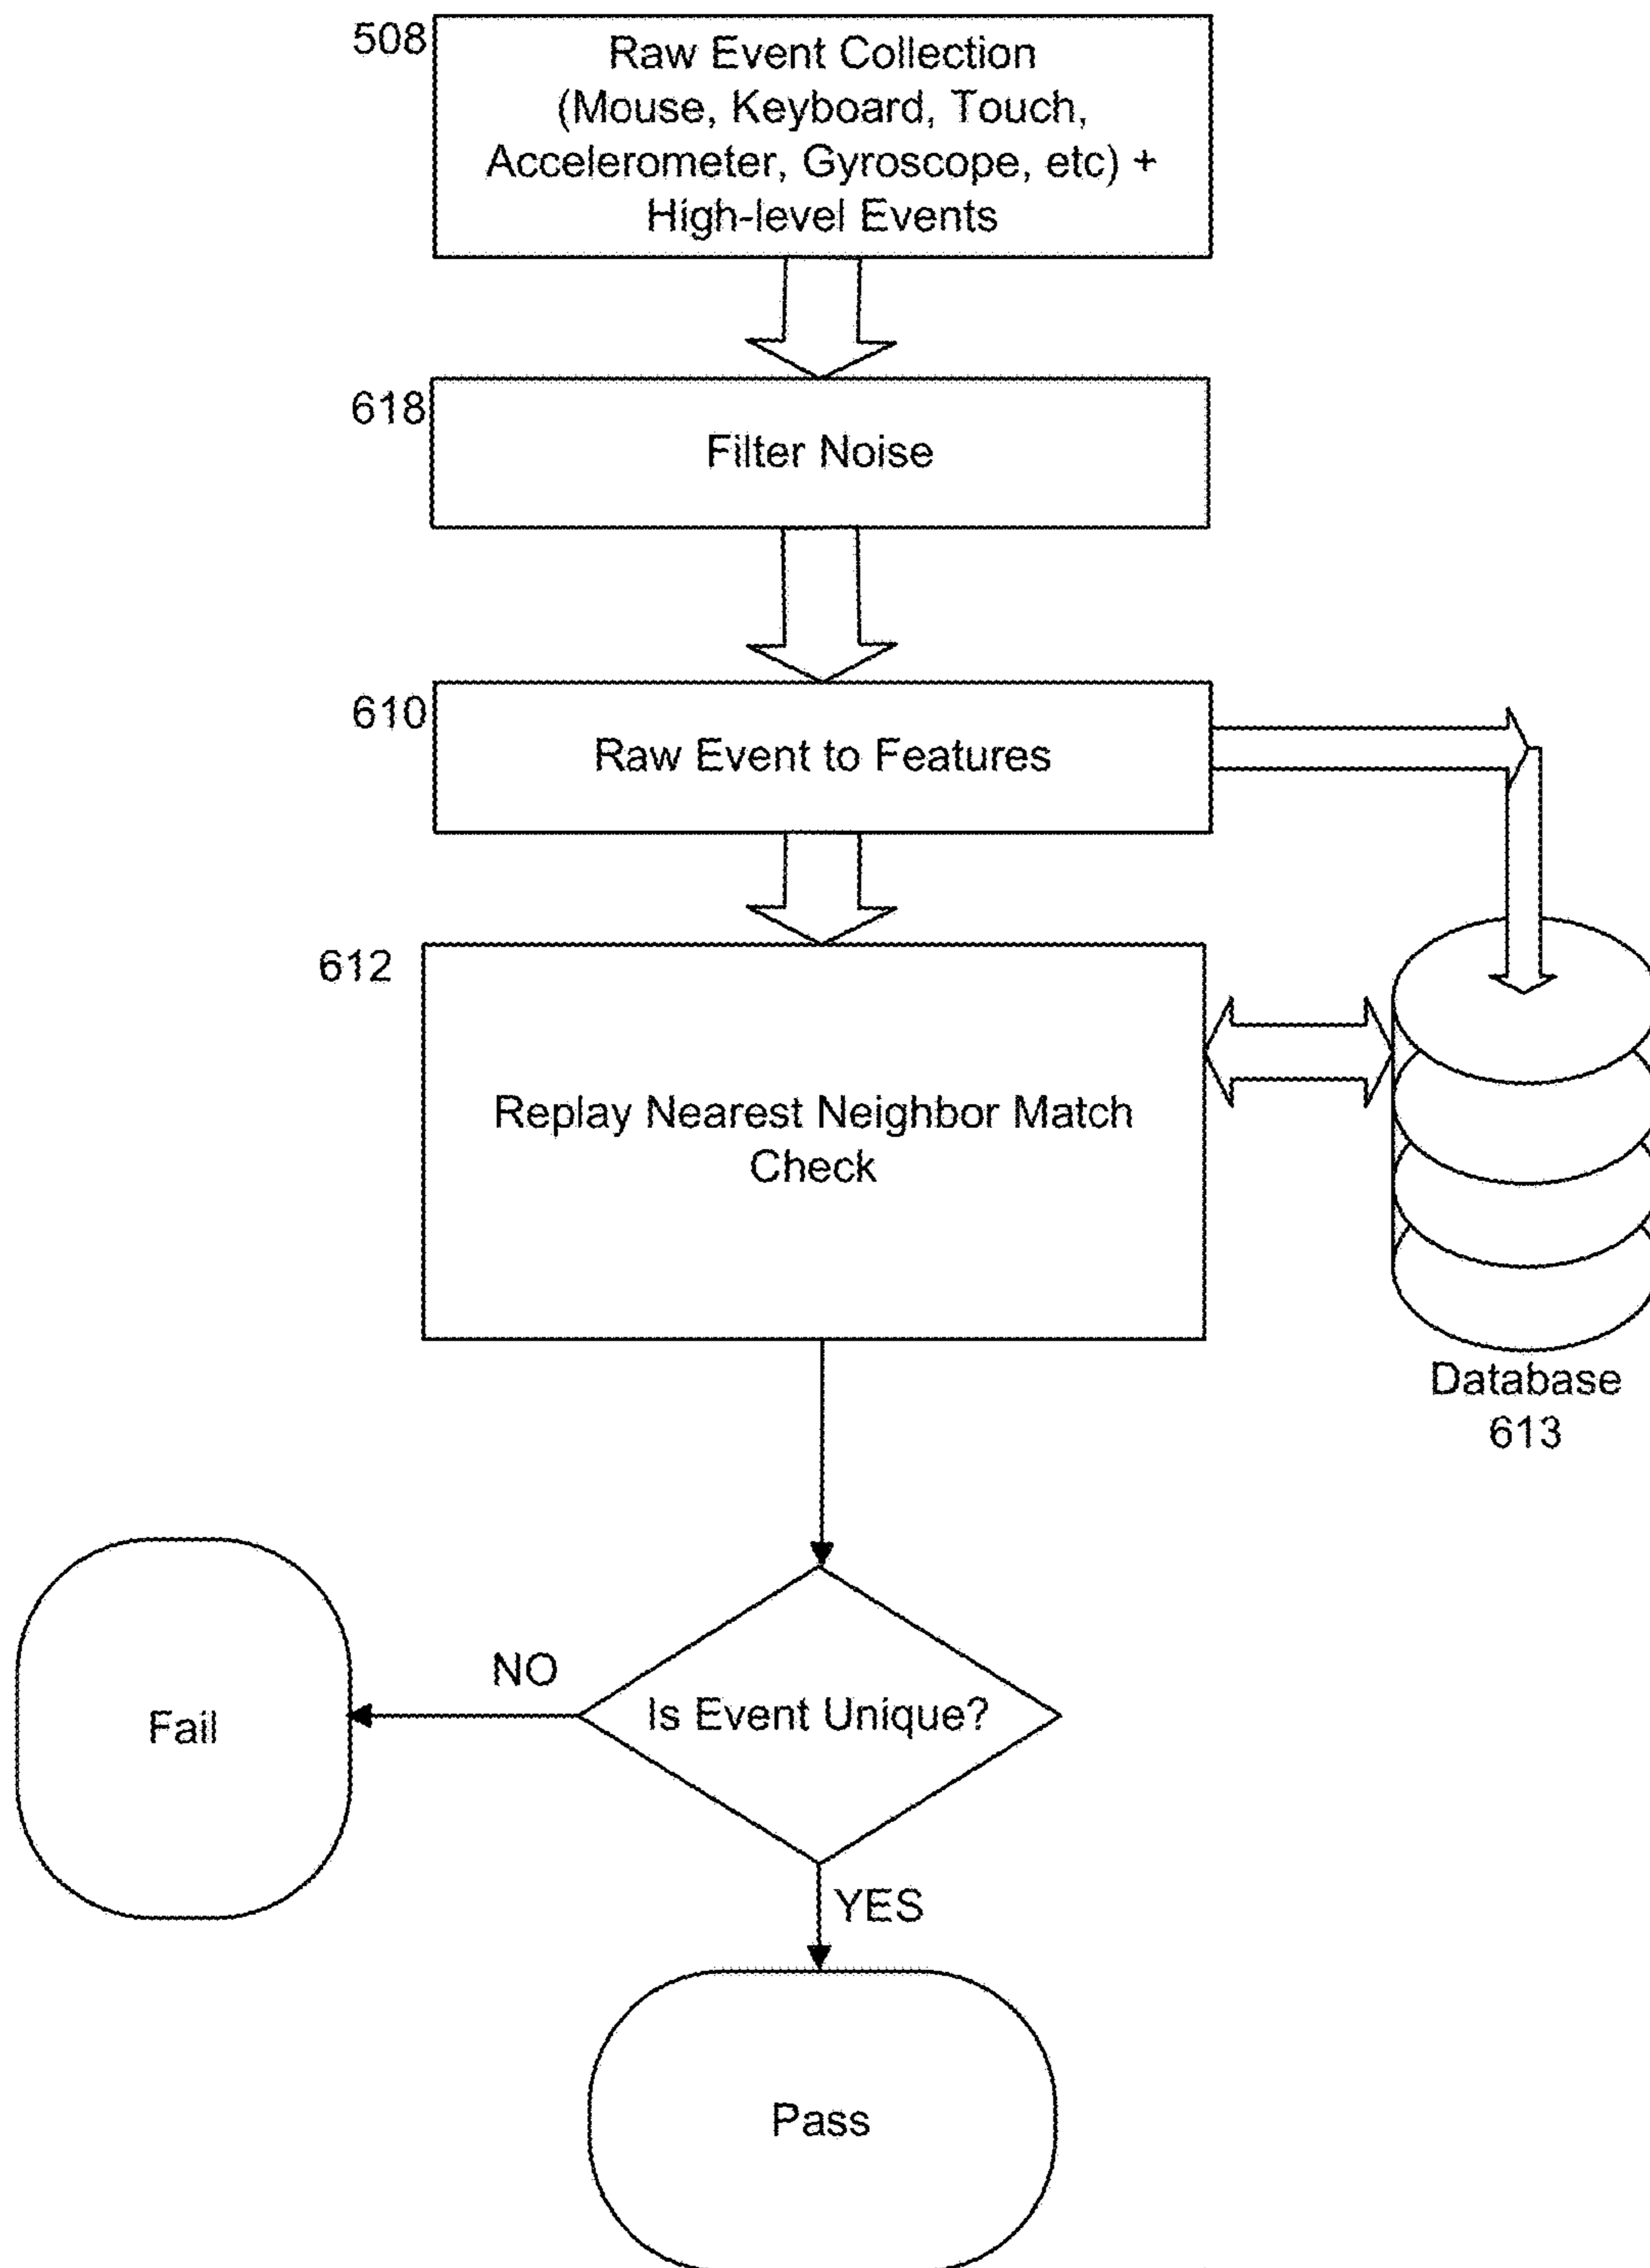 508
Raw Event Collection
(Mouse, Keyboard, Touch,
Accelerometer, Gyroscope, etc) +
High-level Events
618
Filter Noise
610
Raw Event to Features
612
Replay Nearest Neighbor Match
Check
Database
613
NO
Is Event Unique?
Fail
YES
Pass